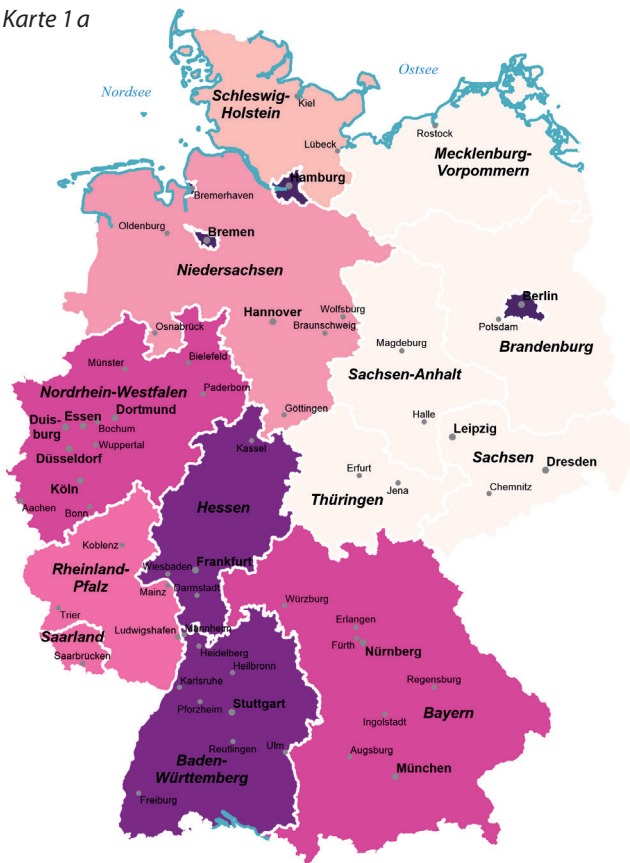 Karte 1 a
Nordsee
Ostsee
Schleswig-
Holstein
Kiel
Lübeck
Rostock
Mecklenburg-
Vorpommern
Hamburg
Bremerhaven
Oldenburg
Bremen
Niedersachsen
Berlin
Potsdam
Brandenburg
Hannover
Wolfsburg
Braunschweig
Osnabrück
Magdeburg
Sachsen-Anhalt
Münster
Bielefeld
Nordrhein-Westfalen
Paderborn
Göttingen
Halle
Duis-
burg
Essen
Dortmund
Bochum
Wuppertal
Düsseldorf
Leipzig
Sachsen
Dresden
Chemnitz
Kassel
Köln
Aachen
Bonn
Erfurt
Jena
Thüringen
Hessen
Koblenz
Rheinland-
Pfalz
Wiesbaden
Frankfurt
Mainz
Darmstadt
Trier
Würzburg
Saarland
Saarbrücken
Ludwigshafen
Mannheim
Heidelberg
Erlangen
Fürth
Nürnberg
Heilbronn
Karlsruhe
Pforzheim
Stuttgart
Regensburg
Ingolstadt
Bayern
Reutlingen
Ulm
Augsburg
Baden-
Württemberg
München
Freiburg